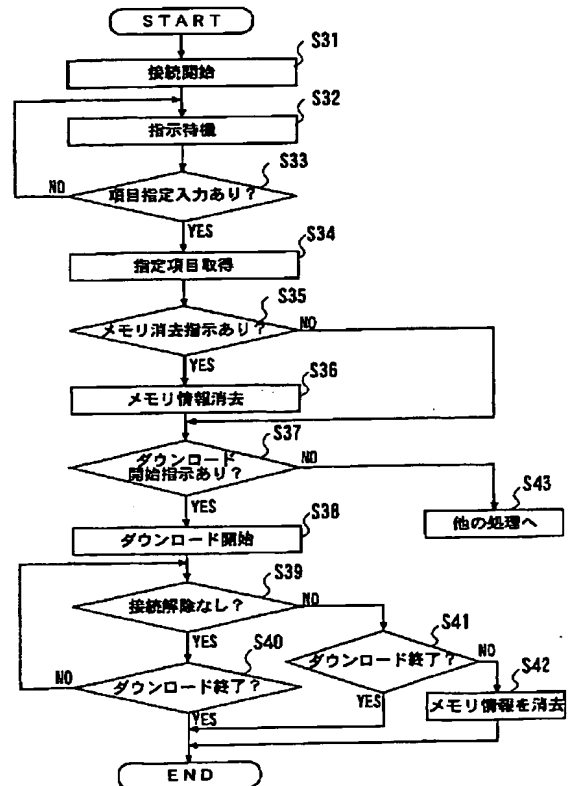 START
S31
接続開始
S32
指示待機
S33
項目指定入力あり?
NO
YES
S34
指定項目取得
S35
メモリ消去指示あり?
NO
YES
S36
メモリ情報消去
S37
ダウンロード
開始指示あり?
NO
YES
S43
他の処理へ
S38
ダウンロード開始
S39
接続解除なし?
NO
YES
S40
ダウンロード終了?
NO
YES
S41
ダウンロード終了?
NO
YES
S42
メモリ情報を消去
END